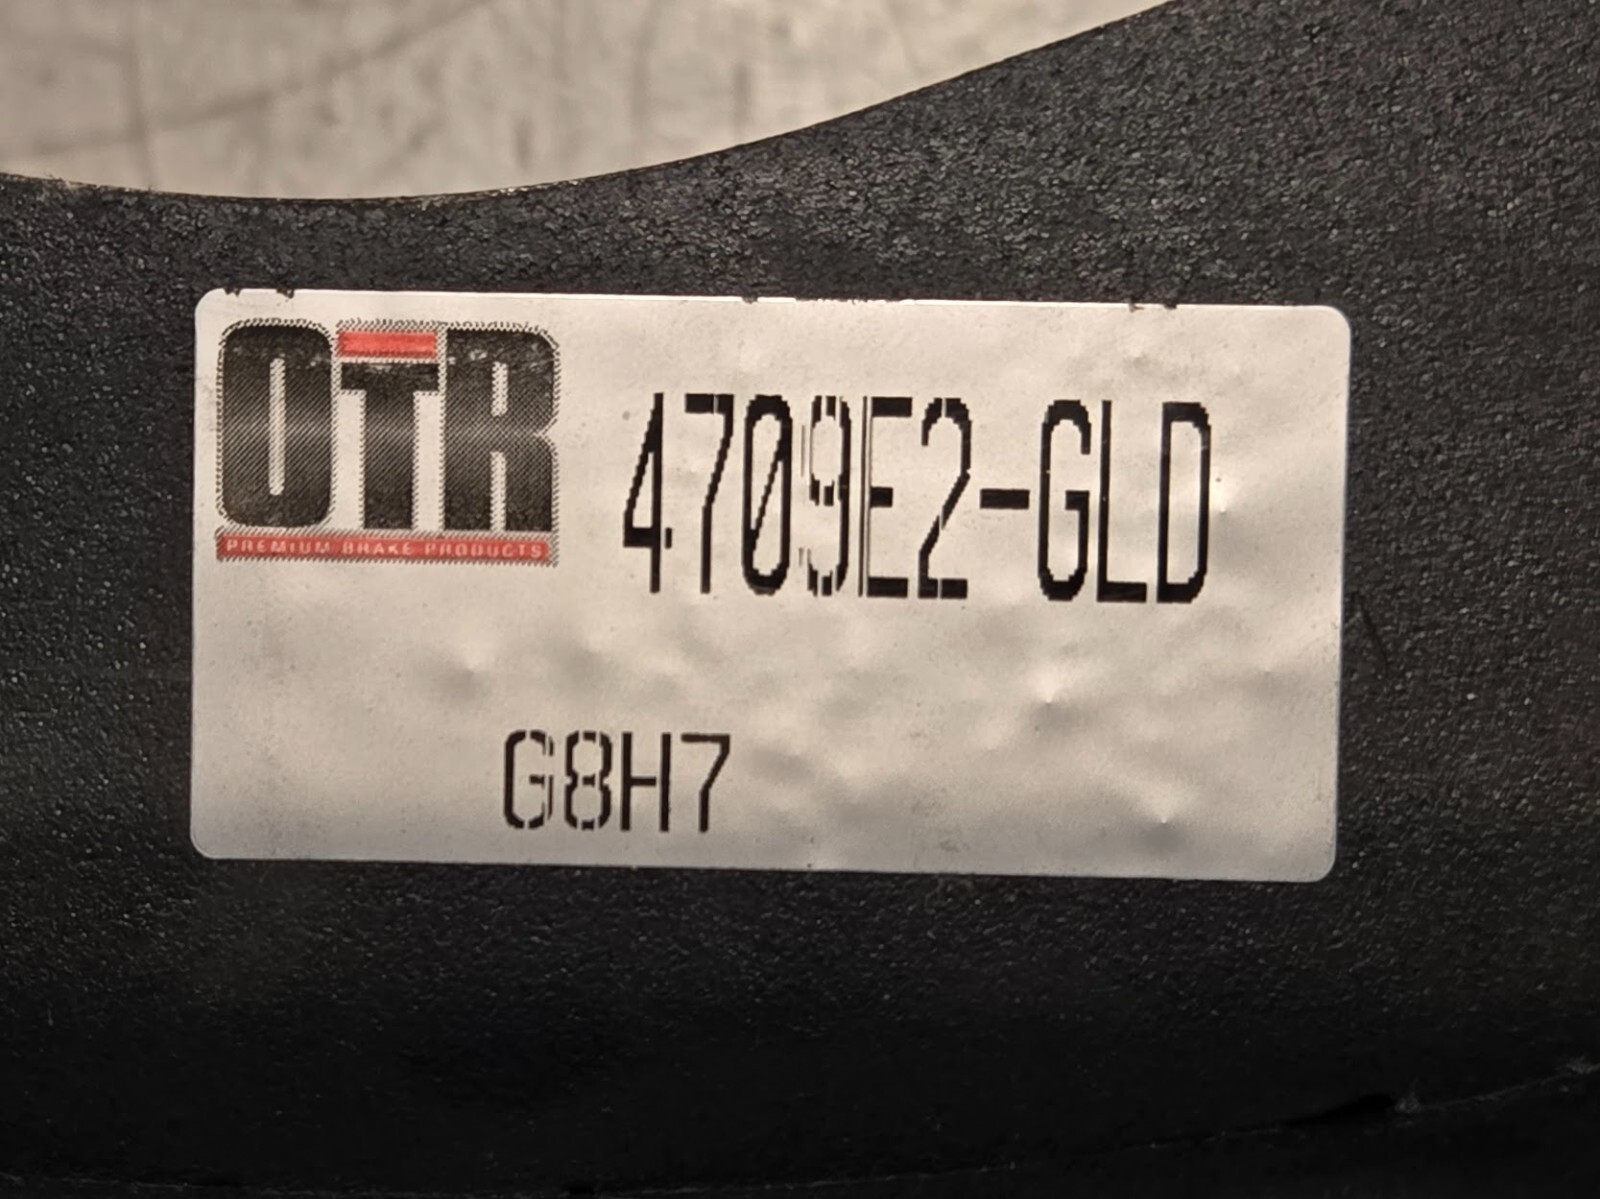 OTR
PREMIUM BRAKE PRODUCTS
4709E2-GLD
G8H7